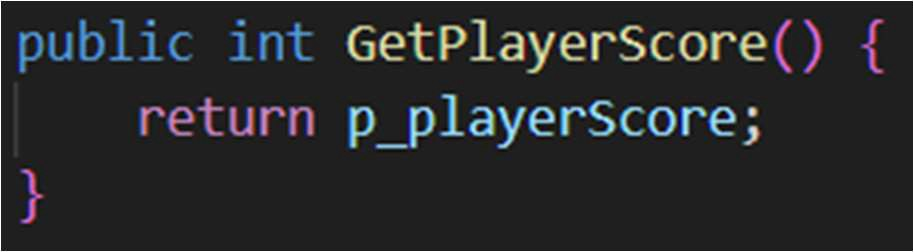 public int GetPlayerScore() {
    return p_playerScore;
}